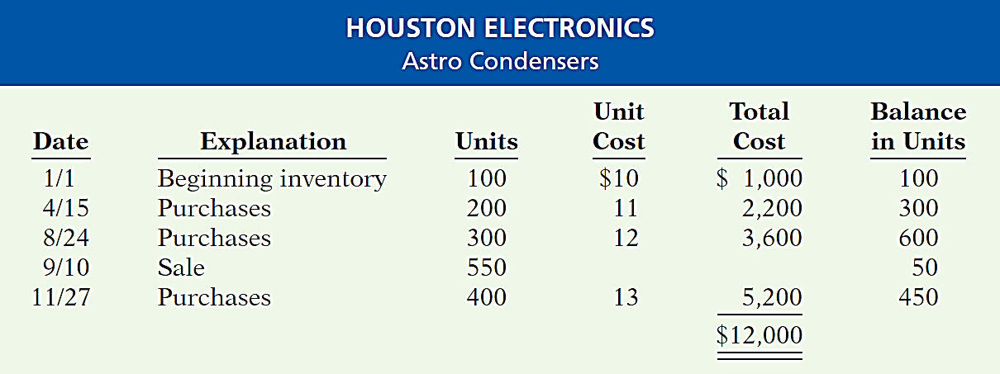 HOUSTON ELECTRONICS
Astro Condensers
Unit Total Balance
Date Explanation Units Cost Cost in Units
1/1 Beginning inventory 100 $10 $ 1,000 100
4/15 Purchases 200 11 2,200 300
8/24 Purchases 300 12 3,600 600
9/10 Sale 550 50
11/27 Purchases 400 13 5,200 450
$12,000